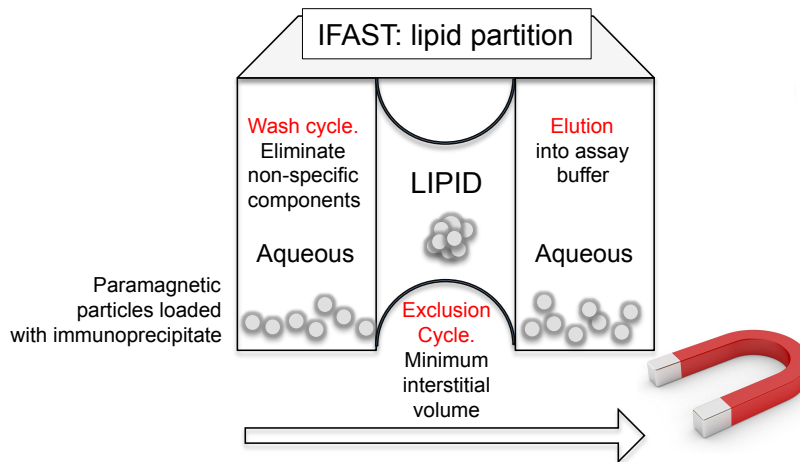 IFAST: lipid partition
Wash cycle.
Eliminate
non-specific
components
Aqueous
LIPID
Elution
into assay
buffer
Aqueous
Paramagnetic
particles loaded
with immunoprecipitate
Exclusion
Cycle.
Minimum
interstitial
volume